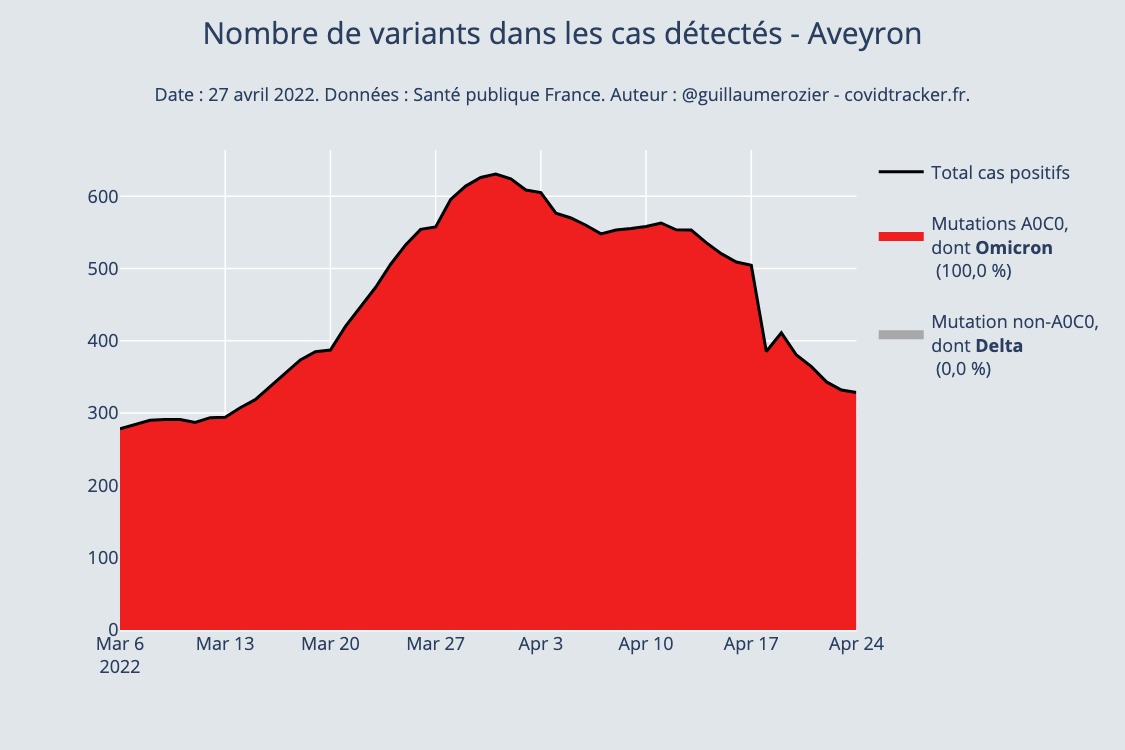 Nombre de variants dans les cas détectés - Aveyron
Date : 27 avril 2022. Données : Santé publique France. Auteur : @guillaumerozier - covidtracker.fr.
Total cas positifs
Mutations A0C0,
dont Omicron
(100,0 %)
Mutation non-A0C0,
dont Delta
(0,0 %)
600
500
400
300
200
100
0
Mar 6 Mar 13 Mar 20 Mar 27 Apr 3 Apr 10 Apr 17 Apr 24
2022